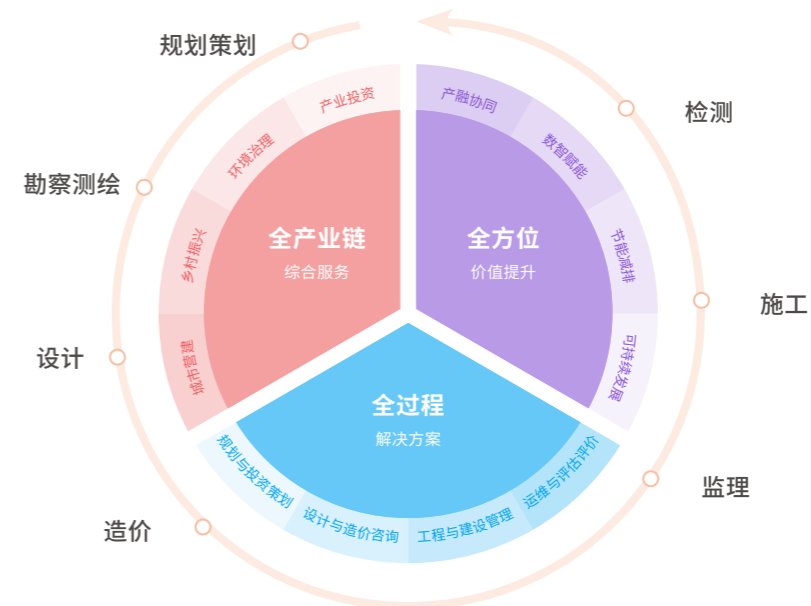 规划策划
勘察测绘
设计
造价
监理
施工
检测
产业投资
环境治理
乡村振兴
城市营建
全产业链
综合服务
产融协同
数智赋能
节能减排
可持续发展
全方位
价值提升
全过程
解决方案
规划与投资策划
设计与造价咨询
工程与建设管理
运维与评估评价